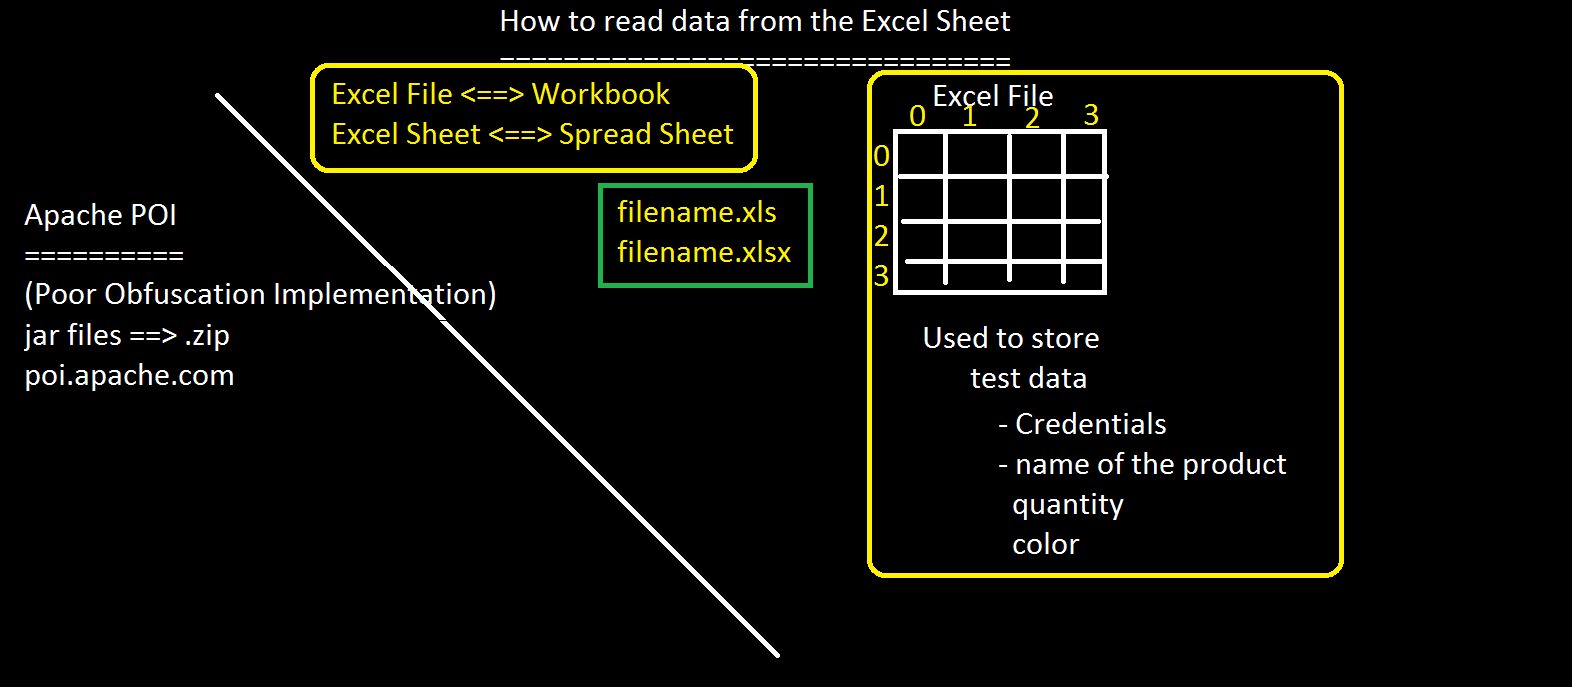 How to read data from the Excel Sheet
================================
Excel File <==> Workbook
Excel Sheet <==> Spread Sheet
filename.xls
filename.xlsx
Apache POI
==========
(Poor Obfuscation Implementation)
jar files ==> .zip
poi.apache.com
Excel File
0 1 2 3
0
1
2
3
Used to store
test data
- Credentials
- name of the product
quantity
color